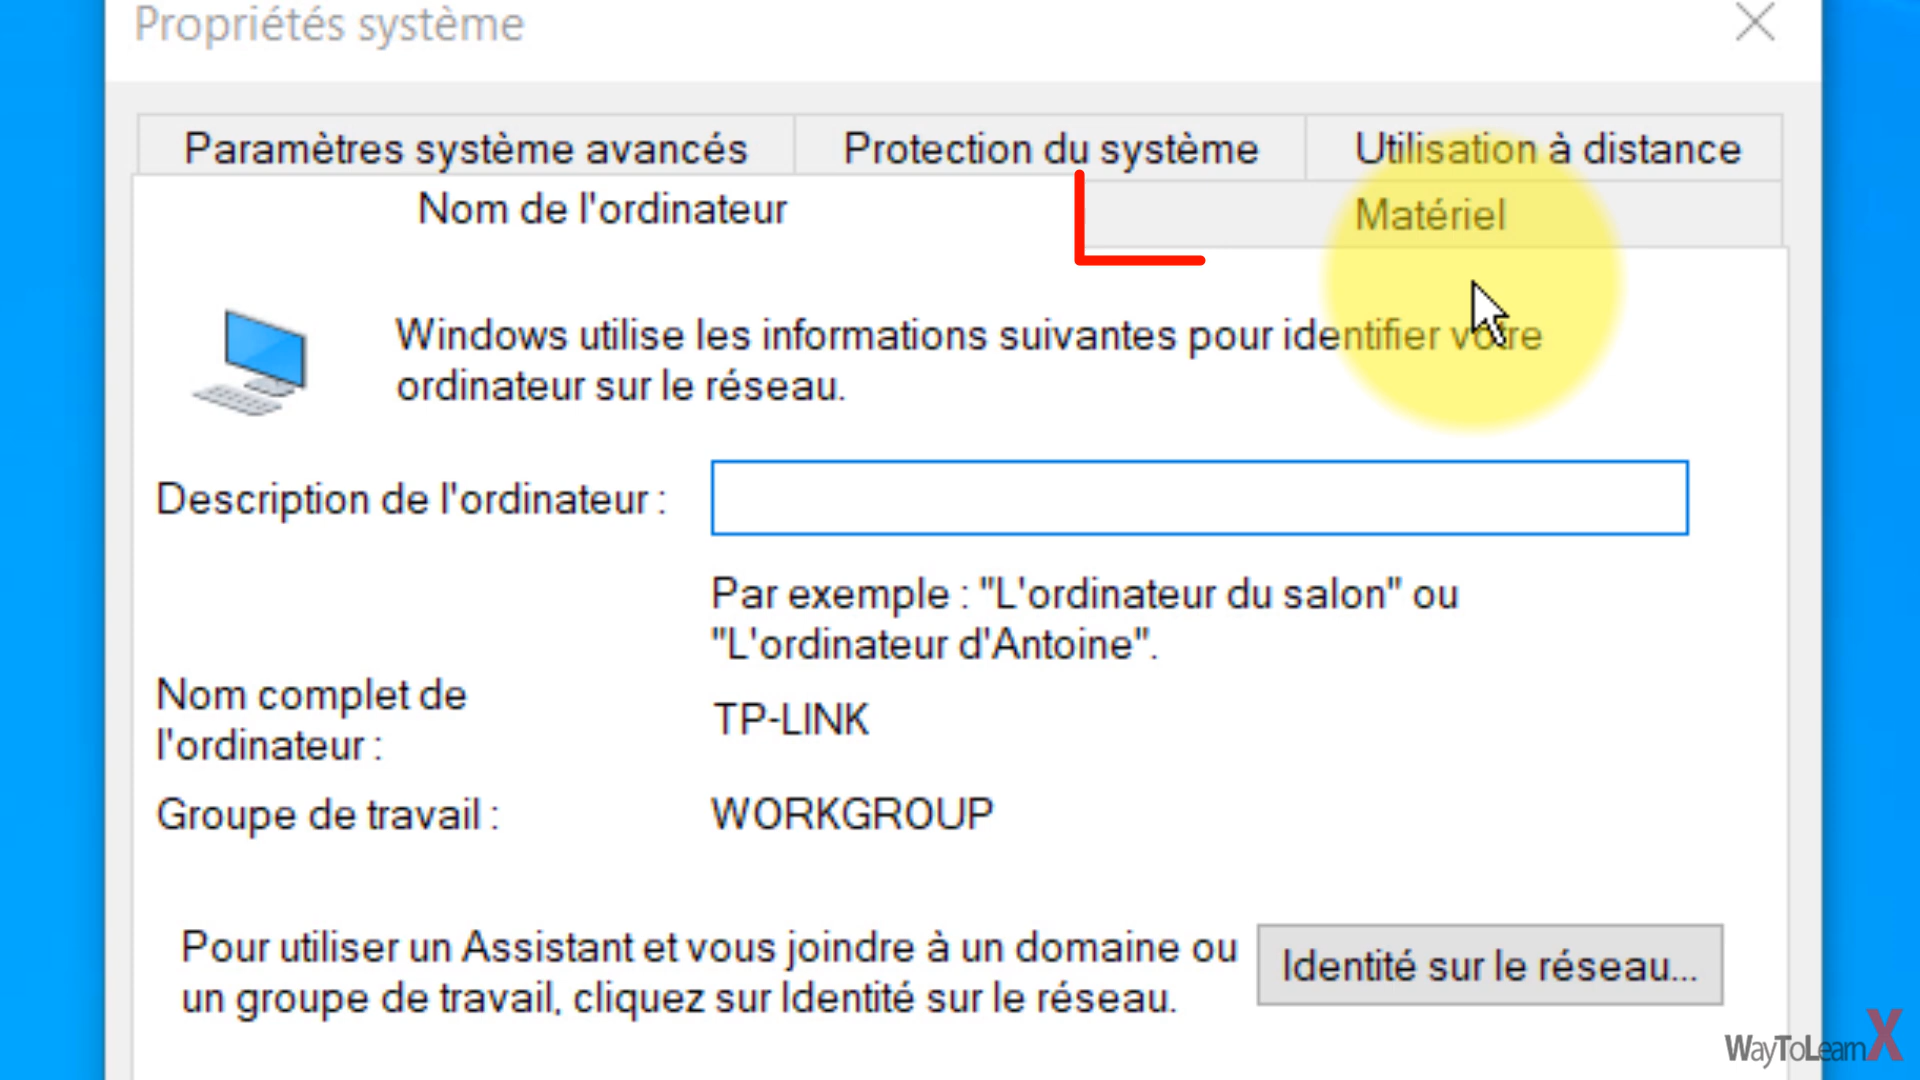 Propriétés système
Paramètres système avancés
Protection du système
Utilisation à distance
Nom de l'ordinateur
Matériel
Windows utilise les informations suivantes pour identifier votre
ordinateur sur le réseau.
Description de l'ordinateur :
Par exemple : "L'ordinateur du salon" ou
"L'ordinateur d'Antoine".
Nom complet de
l'ordinateur :
TP-LINK
Groupe de travail :
WORKGROUP
Pour utiliser un Assistant et vous joindre à un domaine ou
un groupe de travail, cliquez sur Identité sur le réseau.
Identité sur le réseau...
WayToLearnX